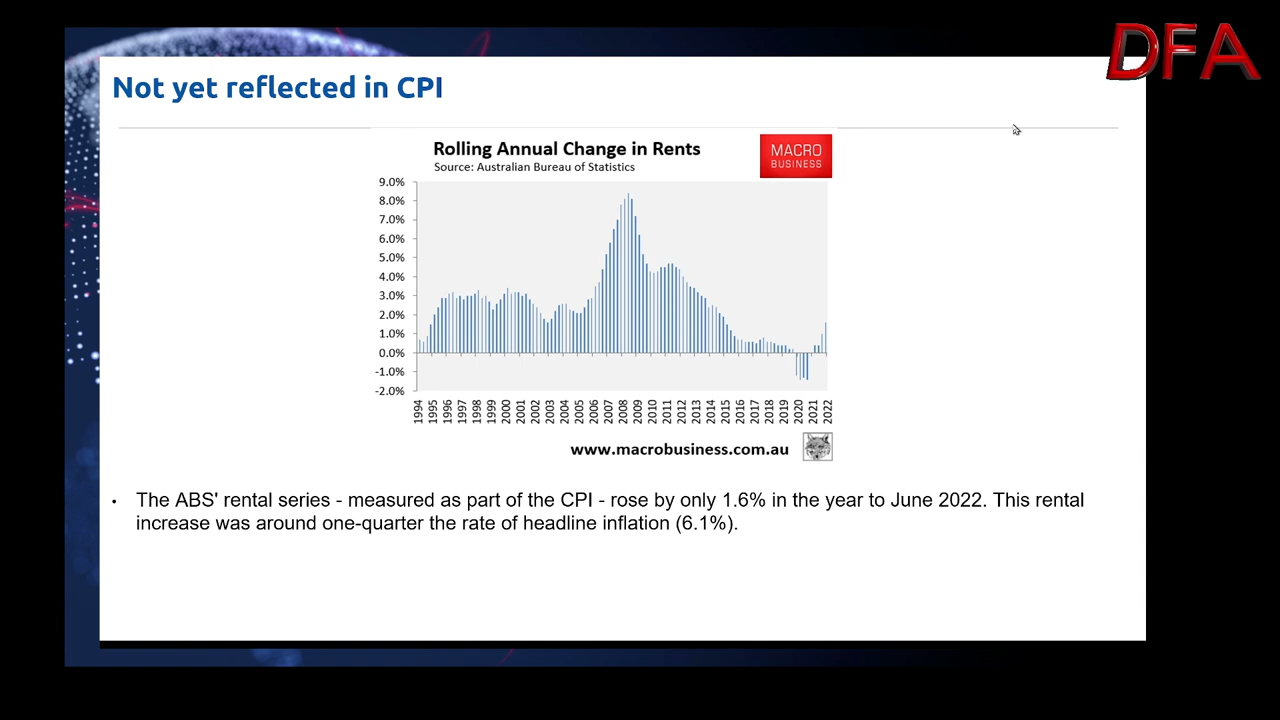 DFA
Not yet reflected in CPI
Rolling Annual Change in Rents
Source: Australian Bureau of Statistics
MACRO
BUSINESS
9.0%
8.0%
7.0%
6.0%
5.0%
4.0%
3.0%
2.0%
1.0%
0.0%
-1.0%
-2.0%
1994 1995 1996 1997 1998 1999 2000 2001 2002 2003 2004 2005 2006 2007 2008 2009 2010 2011 2012 2013 2014 2015 2016 2017 2018 2019 2020 2021 2022
www.macrobusiness.com.au
• The ABS' rental series - measured as part of the CPI - rose by only 1.6% in the year to June 2022. This rental
increase was around one-quarter the rate of headline inflation (6.1%).